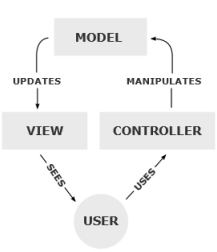 MODEL
UPDATES
MANIPULATES
VIEW
CONTROLLER
SEES
USES
USER